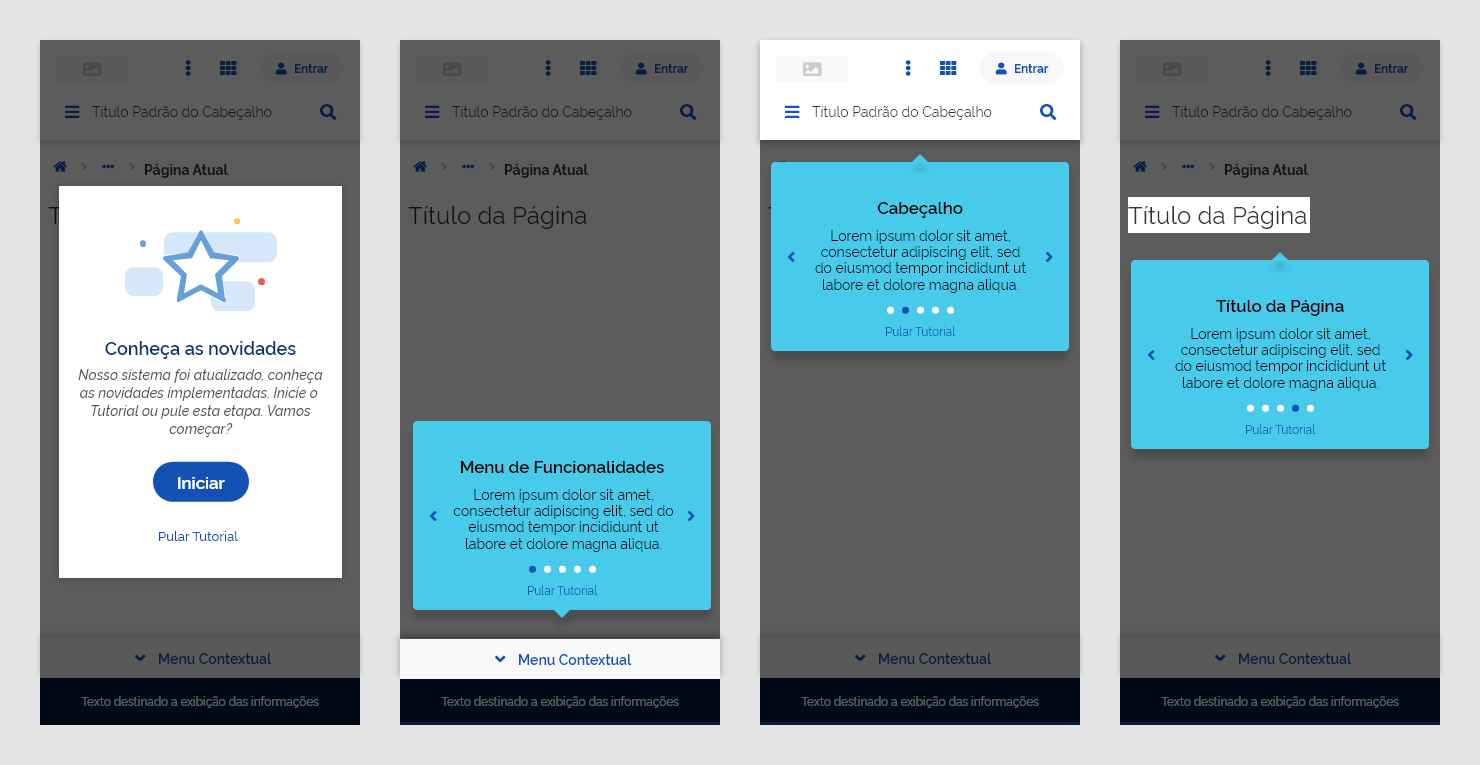 Entrar
Título Padrão do Cabeçalho
Página Atual
T
Conheça as novidades
Nosso sistema foi atualizado, conheça
as novidades implementadas. Inicie o
Tutorial ou pule esta etapa. Vamos
começar?
Iniciar
Pular Tutorial
Menu Contextual
Texto destinado a exibição das informações
Entrar
Título Padrão do Cabeçalho
Página Atual
Título da Página
Menu de Funcionalidades
Lorem ipsum dolor sit amet,
consectetur adipiscing elit, sed do
eiusmod tempor incididunt ut
labore et dolore magna aliqua.
Pular Tutorial
Menu Contextual
Texto destinado a exibição das informações
Entrar
Título Padrão do Cabeçalho
Cabeçalho
Lorem ipsum dolor sit amet,
consectetur adipiscing elit, sed
do eiusmod tempor incididunt ut
labore et dolore magna aliqua.
Pular Tutorial
Menu Contextual
Texto destinado a exibição das informações
Entrar
Título Padrão do Cabeçalho
Página Atual
Título da Página
Título da Página
Lorem ipsum dolor sit amet,
consectetur adipiscing elit, sed
do eiusmod tempor incididunt ut
labore et dolore magna aliqua.
Pular Tutorial
Menu Contextual
Texto destinado a exibição das informações